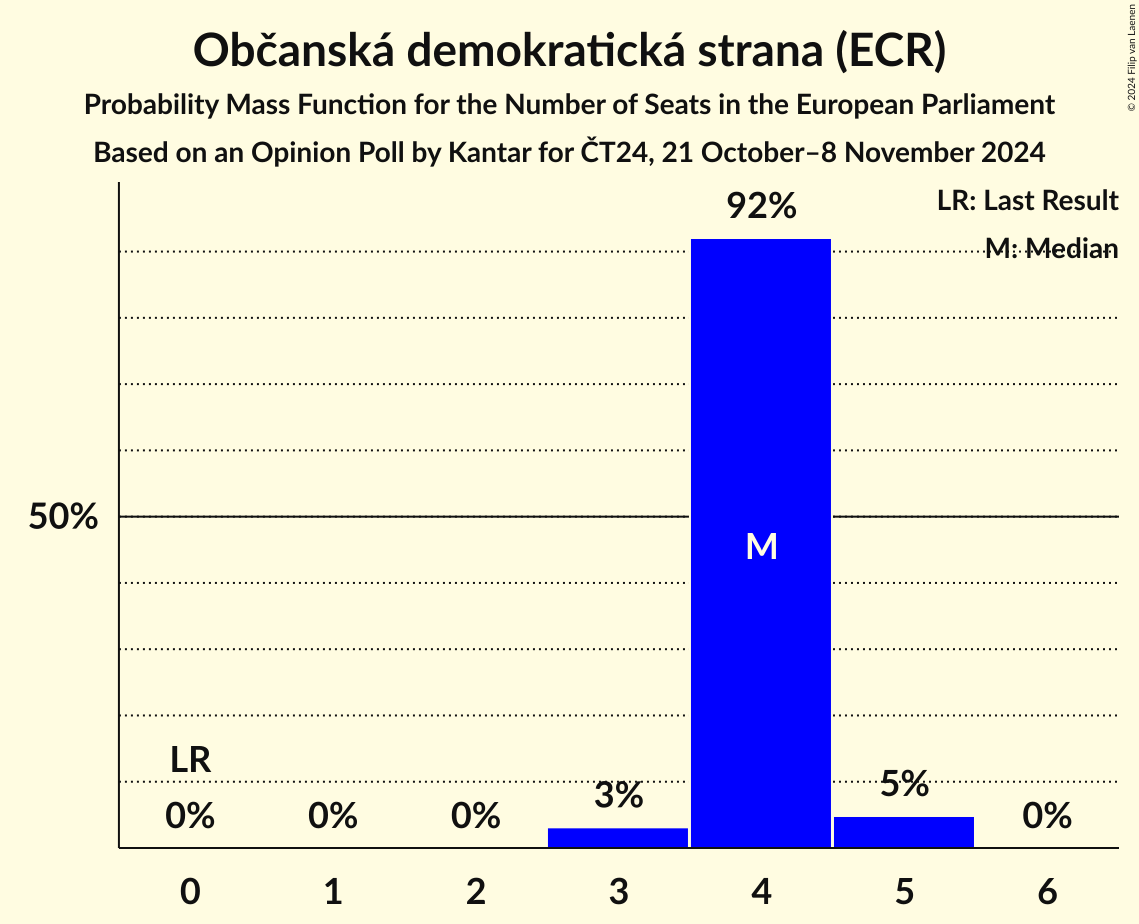 Občanská demokratická strana (ECR)
Probability Mass Function for the Number of Seats in the European Parliament
Based on an Opinion Poll by Kantar for ČT24, 21 October–8 November 2024
© 2024 Filip van Laenen
LR: Last Result
M: Median
92%
50%
M
LR
0%
0%
0%
3%
5%
0%
0
1
2
3
4
5
6